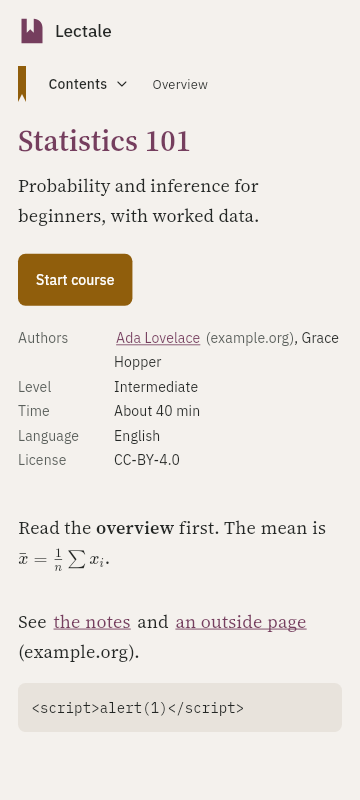 Lectale
Contents Overview
Statistics 101
Probability and inference for
beginners, with worked data.
Start course
Authors Ada Lovelace (example.org), Grace
Hopper
Level Intermediate
Time About 40 min
Language English
License CC-BY-4.0
Read the overview first. The mean is
x̄ = 1/n ∑ xᵢ.
See the notes and an outside page
(example.org).
<script>alert(1)</script>